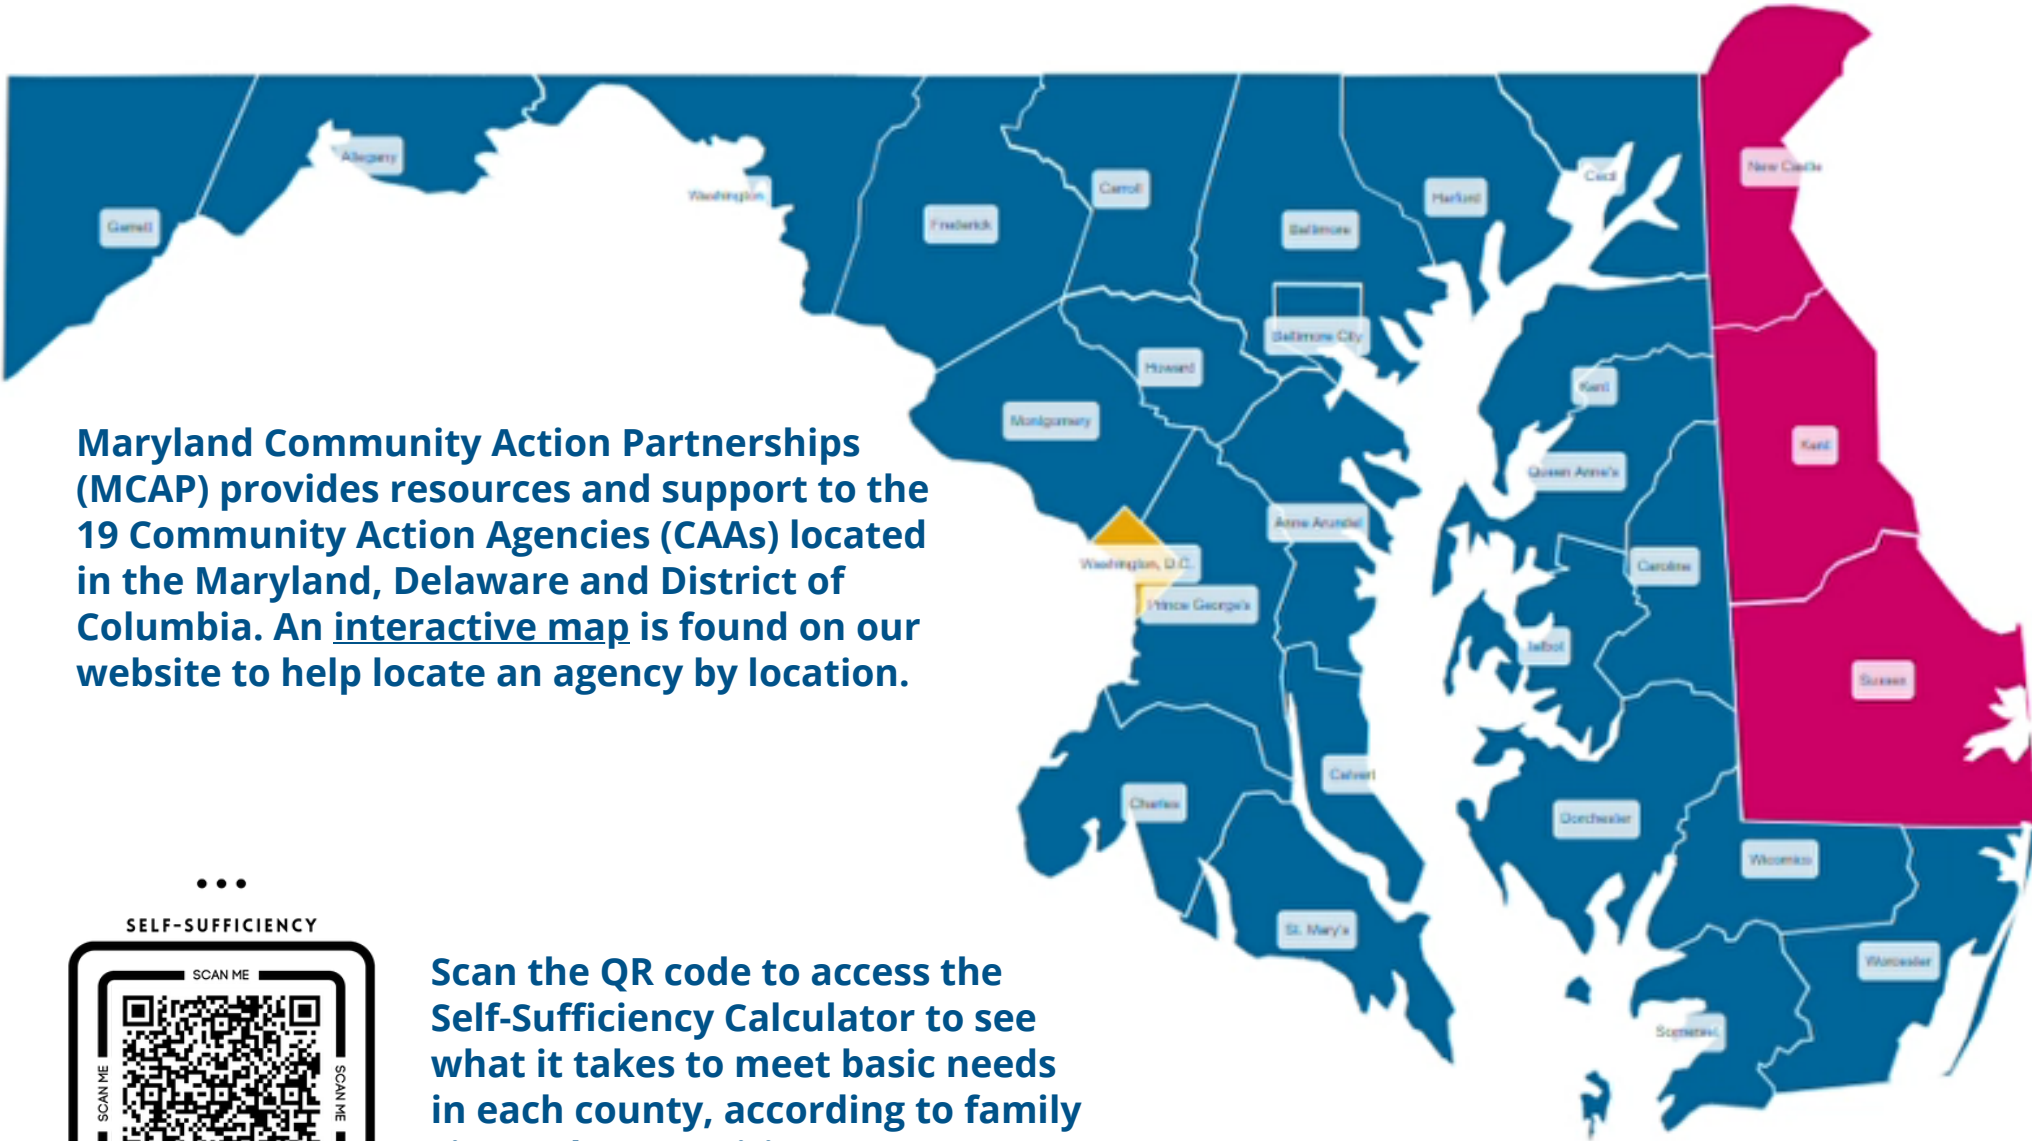 Allegany
Washington
Garrett
Frederick
Carroll
Baltimore
Harford
Cecil
New Castle
Baltimore City
Howard
Montgomery
Kent
Kent
Queen Anne's
Anne Arundel
Washington, D.C.
Prince George's
Caroline
Talbot
Sussex
Calvert
Charles
Dorchester
Wicomico
St. Mary's
Worcester
Somerset
Maryland Community Action Partnerships
(MCAP) provides resources and support to the
19 Community Action Agencies (CAAs) located
in the Maryland, Delaware and District of
Columbia. An interactive map is found on our
website to help locate an agency by location.
SELF-SUFFICIENCY
SCAN ME
SCAN ME
SCAN ME
Scan the QR code to access the
Self-Sufficiency Calculator to see
what it takes to meet basic needs
in each county, according to family